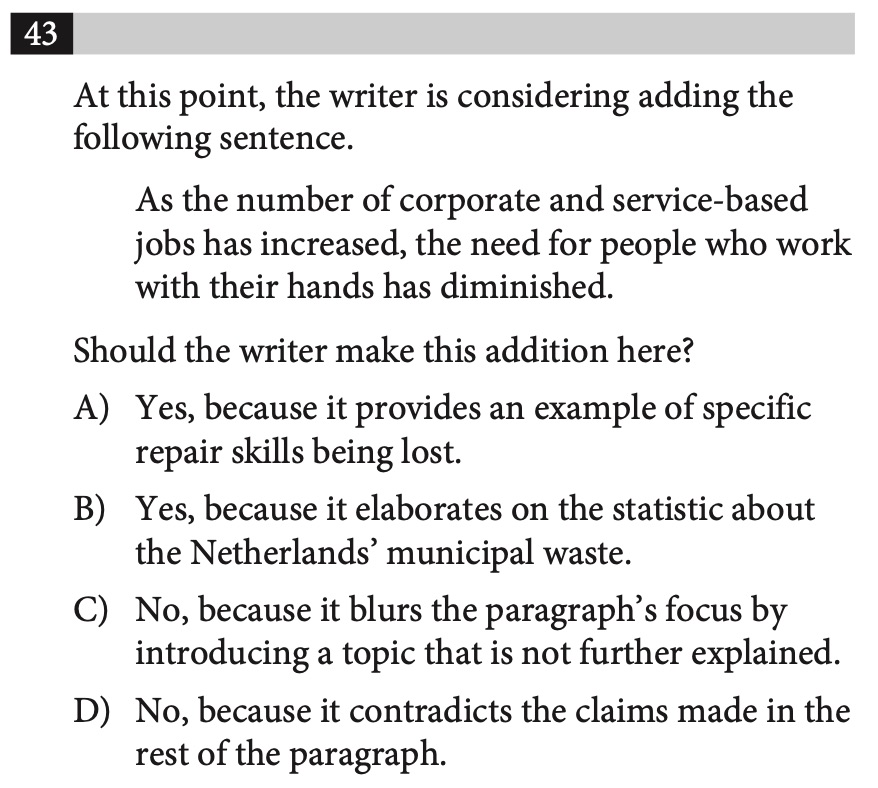 43
At this point, the writer is considering adding the
following sentence.
As the number of corporate and service-based
jobs has increased, the need for people who work
with their hands has diminished.
Should the writer make this addition here?
A) Yes, because it provides an example of specific
repair skills being lost.
B) Yes, because it elaborates on the statistic about
the Netherlands’ municipal waste.
C) No, because it blurs the paragraph’s focus by
introducing a topic that is not further explained.
D) No, because it contradicts the claims made in the
rest of the paragraph.